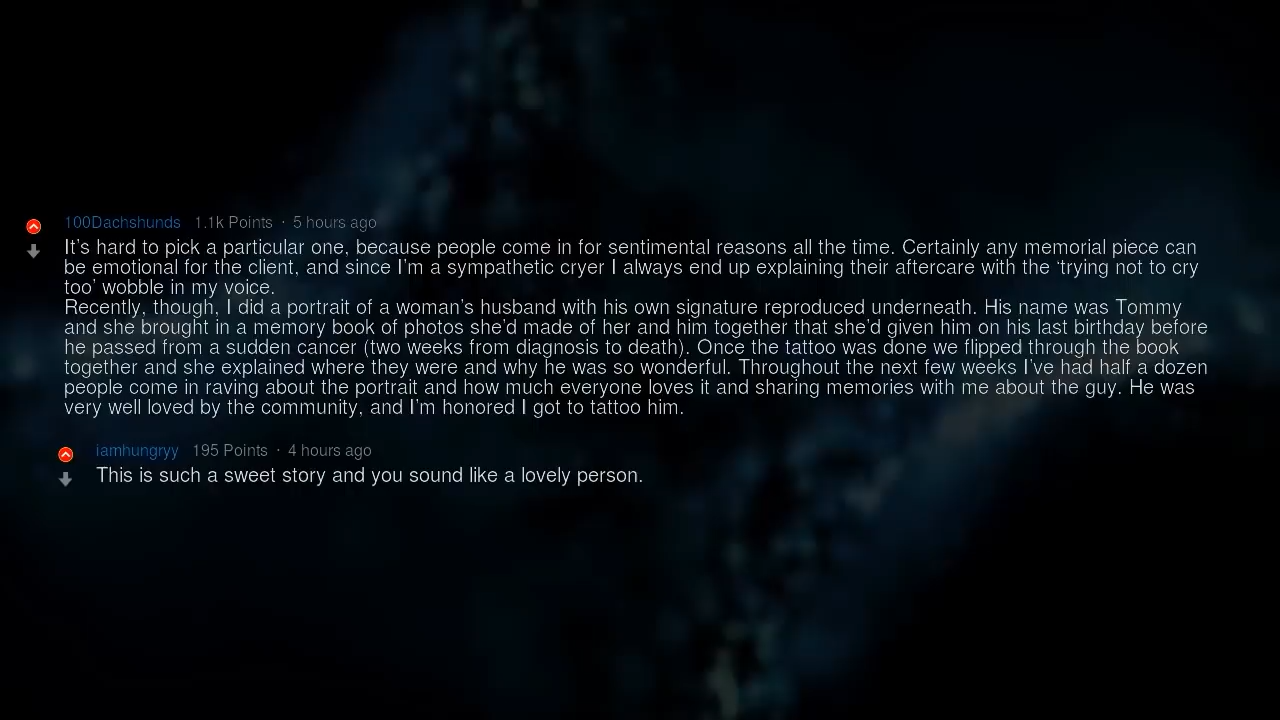 100Dachshunds 1.1k Points · 5 hours ago
It's hard to pick a particular one, because people come in for sentimental reasons all the time. Certainly any memorial piece can
be emotional for the client, and since I'm a sympathetic cryer I always end up explaining their aftercare with the ‘trying not to cry
too’ wobble in my voice.
Recently, though, I did a portrait of a woman's husband with his own signature reproduced underneath. His name was Tommy
and she brought in a memory book of photos she'd made of her and him together that she'd given him on his last birthday before
he passed from a sudden cancer (two weeks from diagnosis to death). Once the tattoo was done we flipped through the book
together and she explained where they were and why he was so wonderful. Throughout the next few weeks I've had half a dozen
people come in raving about the portrait and how much everyone loves it and sharing memories with me about the guy. He was
very well loved by the community, and I'm honored I got to tattoo him.
iamhungryy 195 Points · 4 hours ago
This is such a sweet story and you sound like a lovely person.